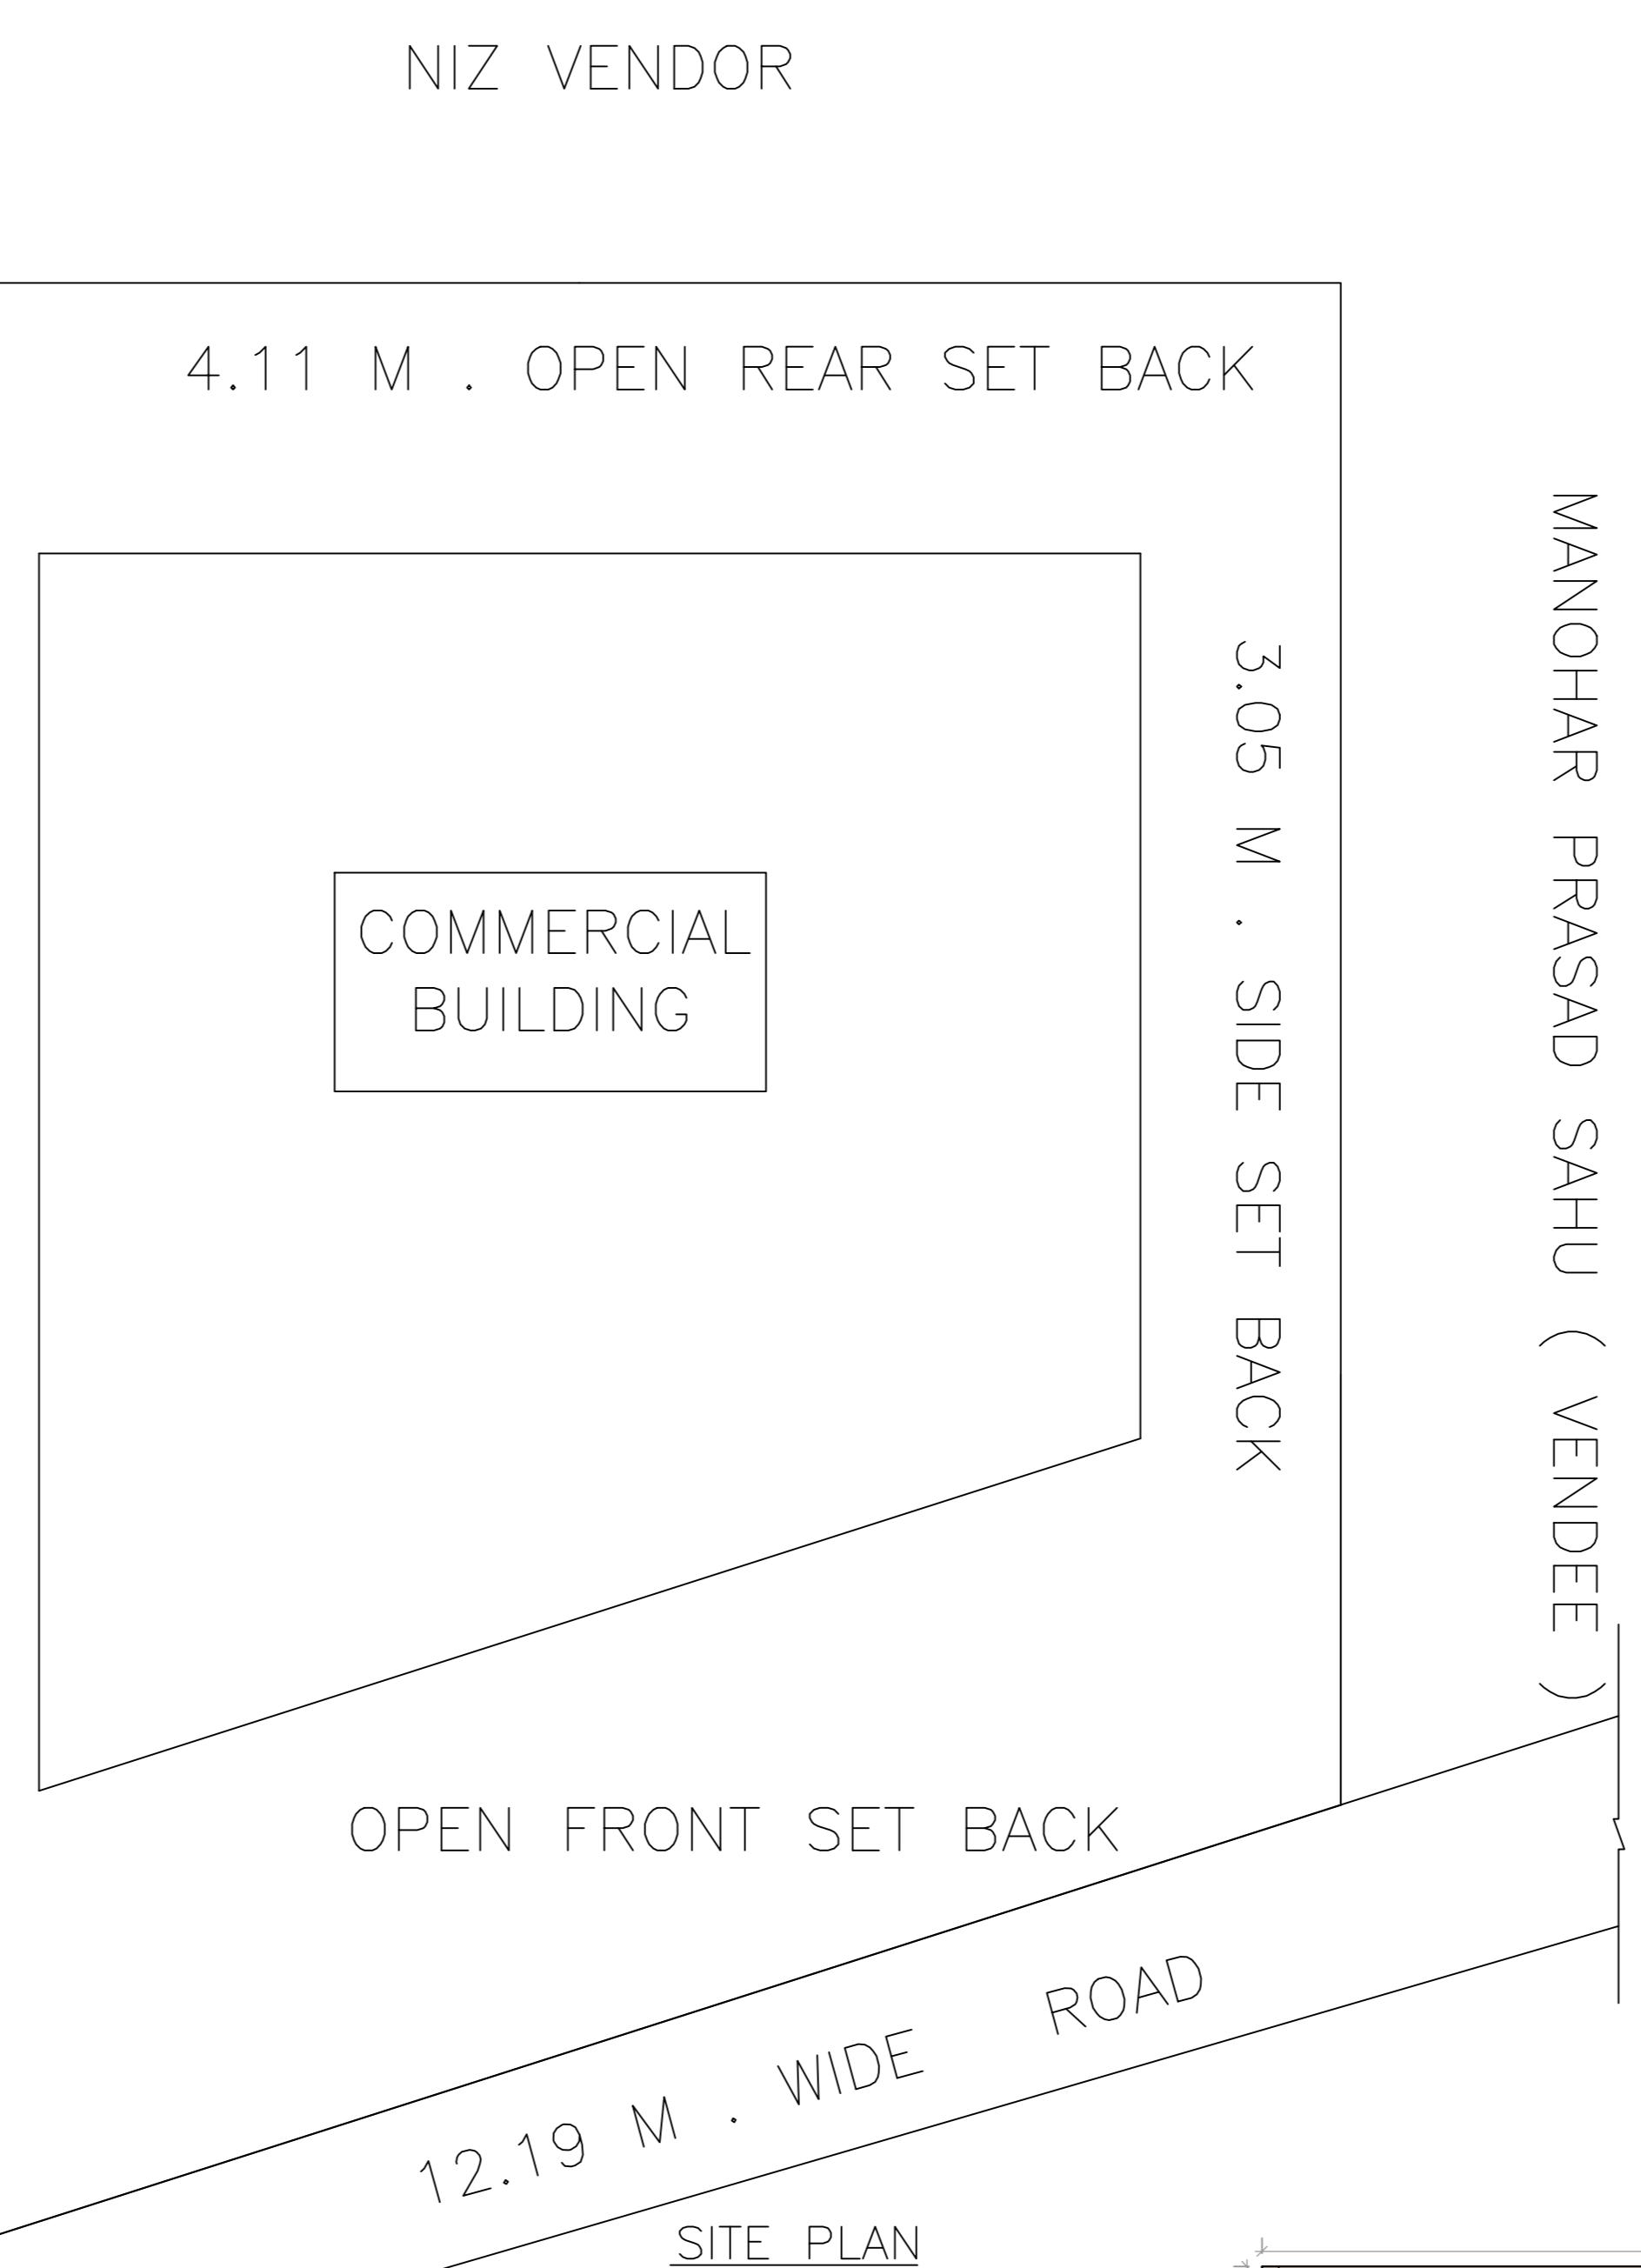 NIZ VENDOR
4.11 M . OPEN REAR SET BACK
MANOHAR PRASAD SAHU ( VENDEE )
3.05 M . SIDE SET BACK
COMMERCIAL
BUILDING
OPEN FRONT SET BACK
12.19 M . WIDE ROAD
SITE PLAN